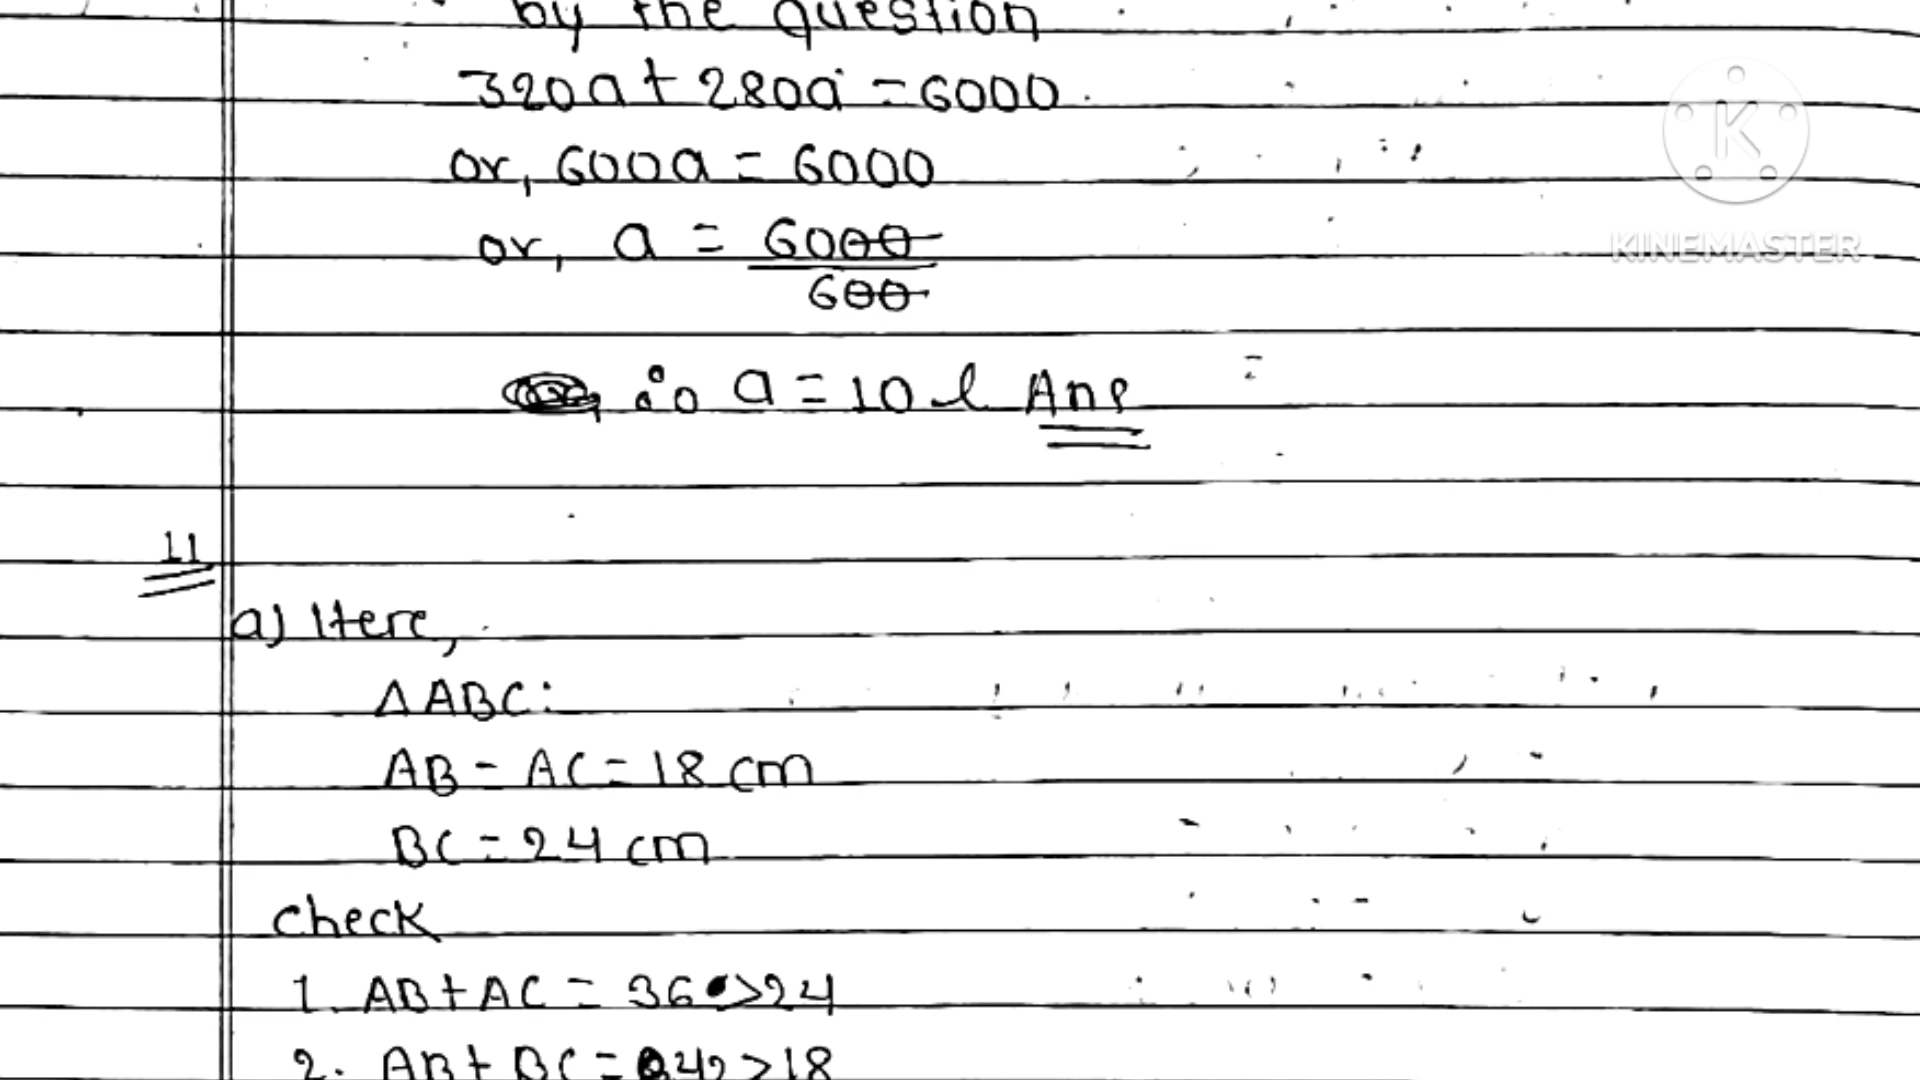 by the question
320a + 280a = 6000
or, 600a = 6000
or, a = 6000
600
∴ a = 10 l Ans
KINEMASTER
11
a) Here,
ΔABC:
AB = AC = 18 cm
BC = 24 cm
check
1. AB + AC = 36 > 24
2. AB + BC = 42 > 18